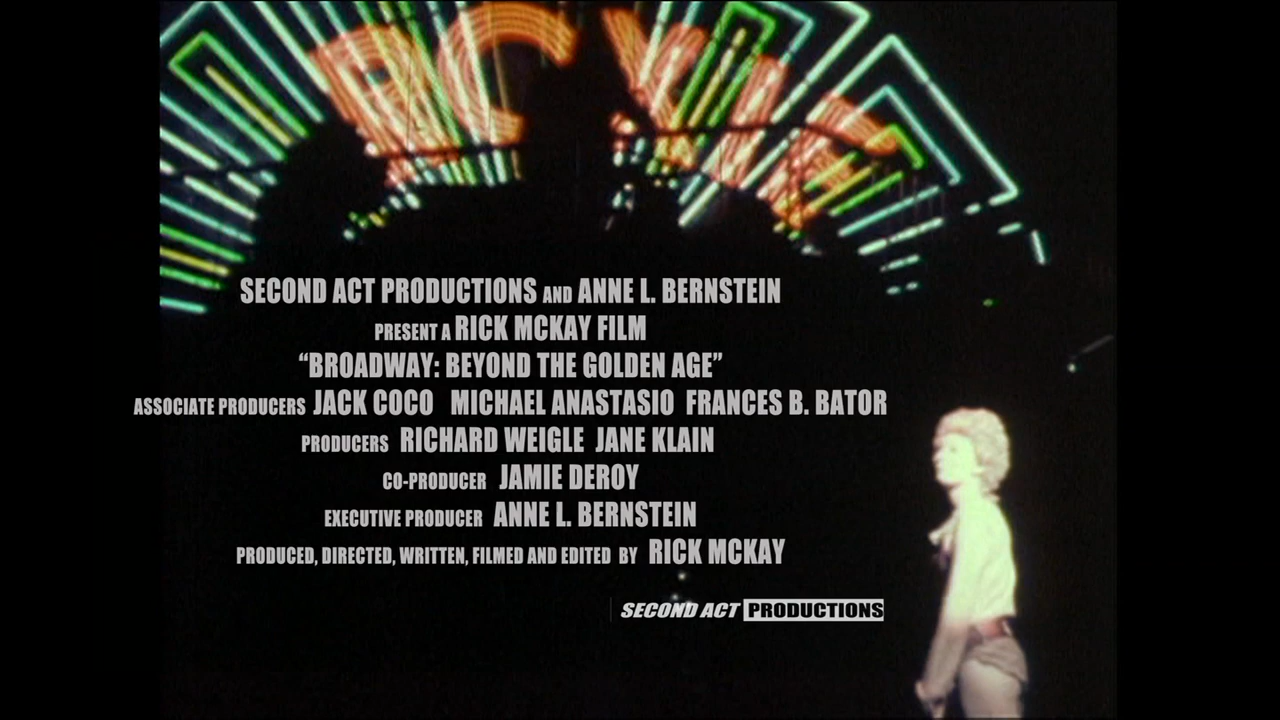 SECOND ACT PRODUCTIONS AND ANNE L. BERNSTEIN
PRESENT A RICK MCKAY FILM
“BROADWAY: BEYOND THE GOLDEN AGE”
ASSOCIATE PRODUCERS JACK COCO MICHAEL ANASTASIO FRANCES B. BATOR
PRODUCERS RICHARD WEIGLE JANE KLAIN
CO-PRODUCER JAMIE DEROY
EXECUTIVE PRODUCER ANNE L. BERNSTEIN
PRODUCED, DIRECTED, WRITTEN, FILMED AND EDITED BY RICK MCKAY
SECOND ACT PRODUCTIONS